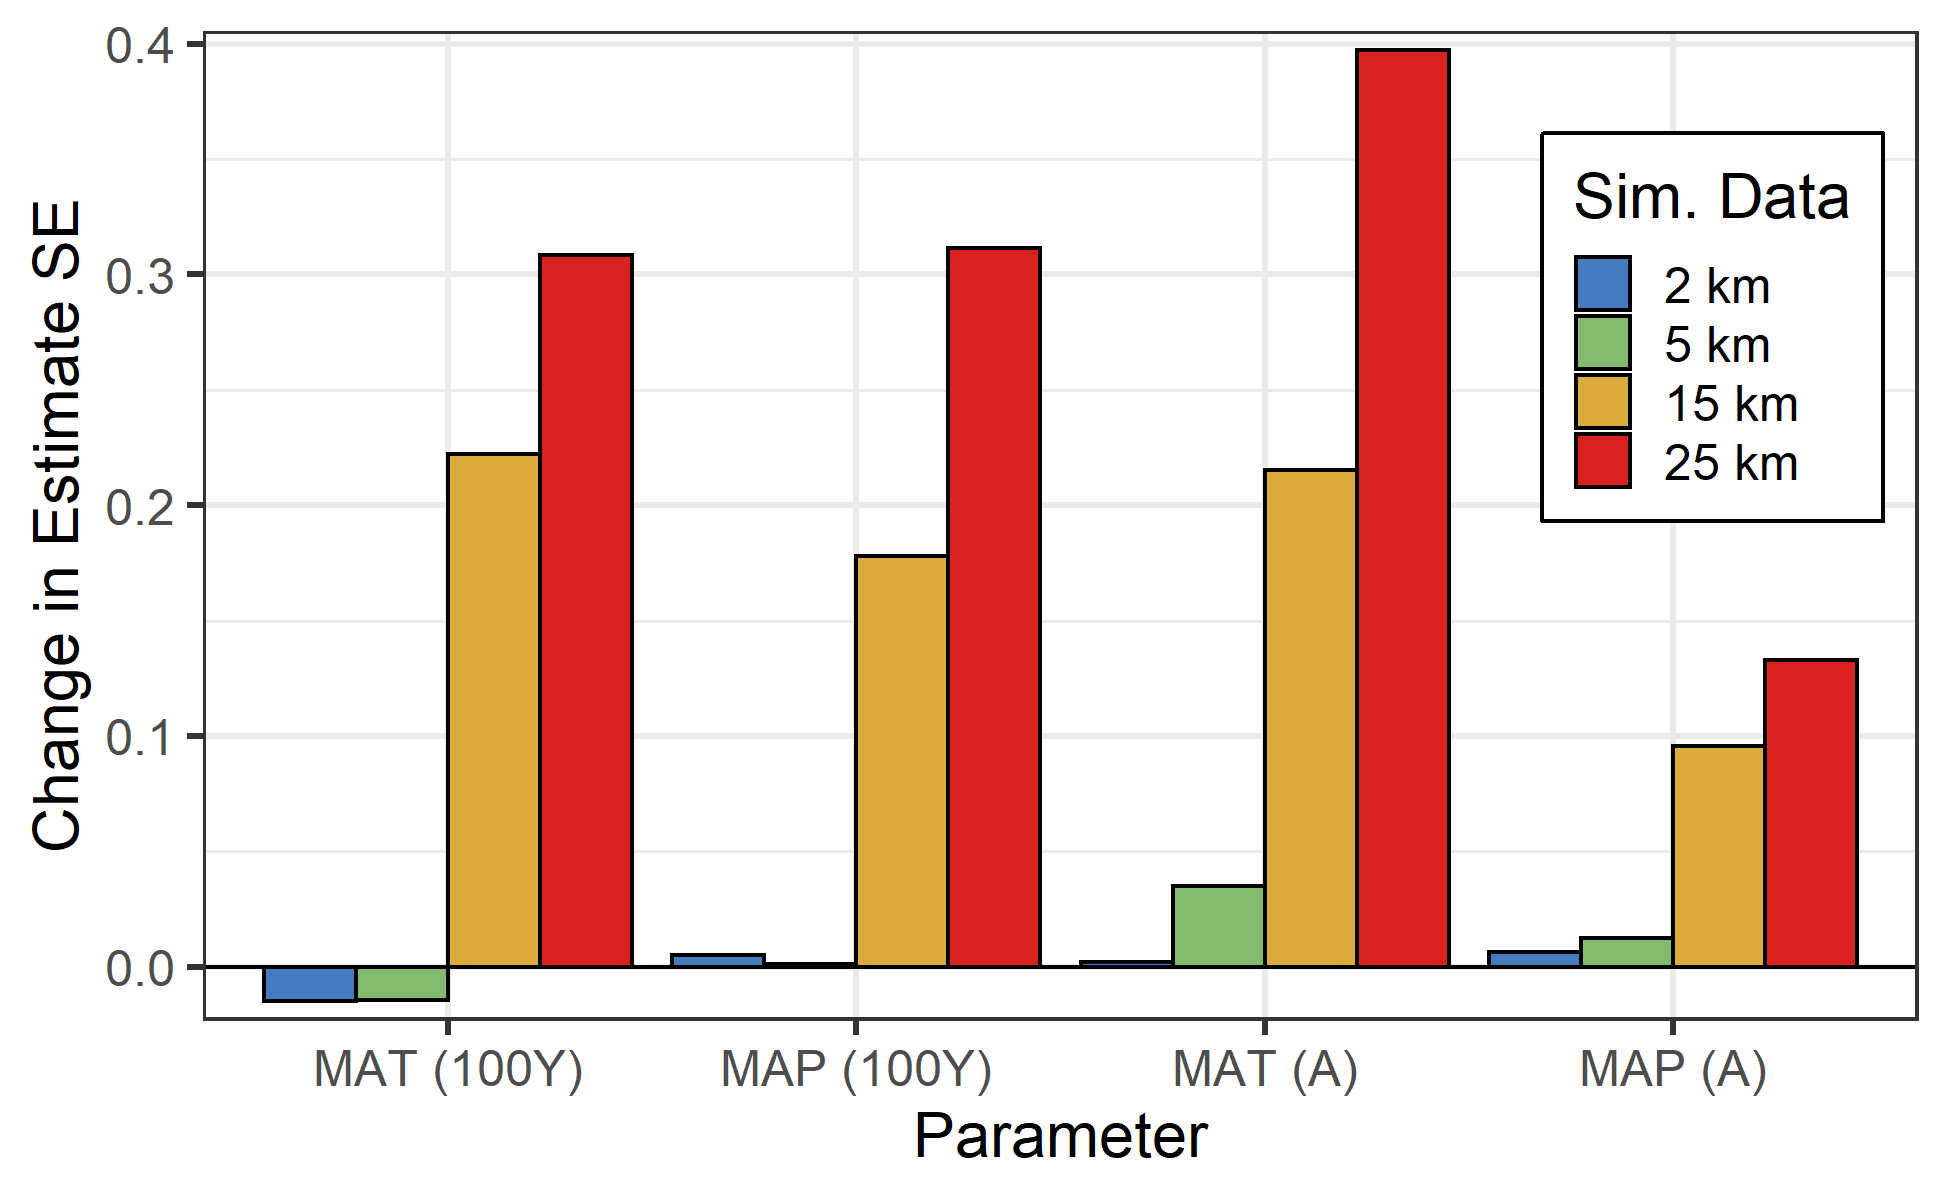 Change in Estimate SE
0.4
0.3
0.2
0.1
0.0
Sim. Data
2 km
5 km
15 km
25 km
MAT (100Y)
MAP (100Y)
MAT (A)
MAP (A)
Parameter